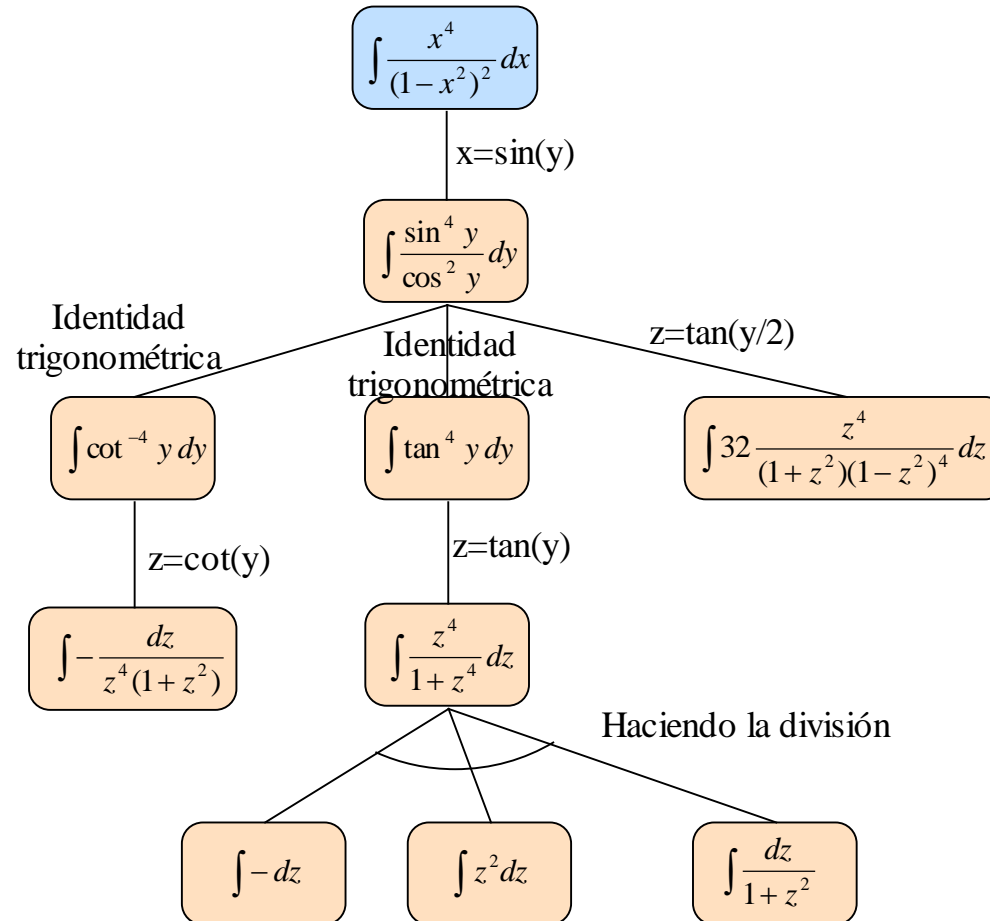 ∫ x⁴/(1−x²)² dx
x=sin(y)
∫ sin⁴ y/cos² y dy
Identidad
trigonométrica
Identidad
trigonométrica
z=tan(y/2)
∫ cot⁻⁴ y dy
∫ tan⁴ y dy
∫ 32 z⁴/((1+z²)(1−z²)⁴) dz
z=cot(y)
z=tan(y)
∫ − dz/(z⁴(1+z²))
∫ z⁴/(1+z⁴) dz
Haciendo la división
∫ − dz
∫ z² dz
∫ dz/(1+z²)